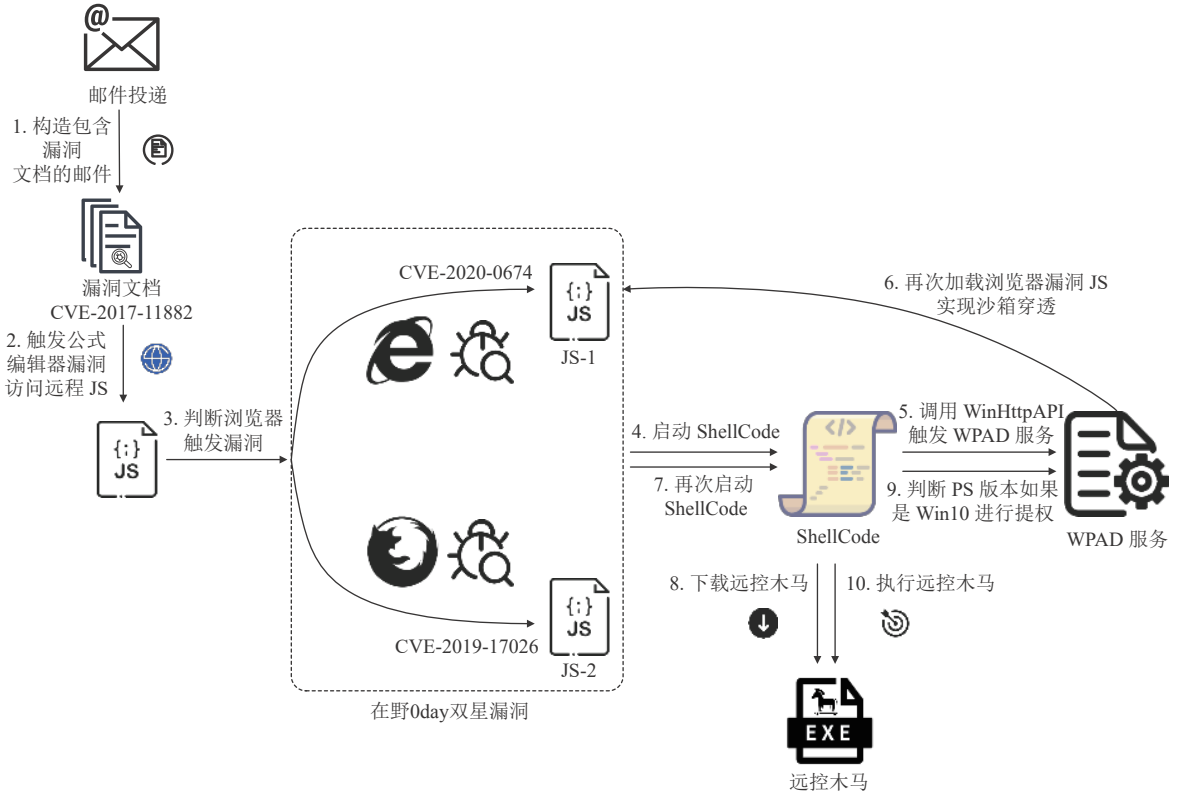 @
邮件投递
1. 构造包含
漏洞
文档的邮件
漏洞文档
CVE-2017-11882
2. 触发公式
编辑器漏洞
访问远程 JS
{;}
JS
3. 判断浏览器
触发漏洞
CVE-2020-0674
{;}
JS
JS-1
CVE-2019-17026
{;}
JS
JS-2
在野0day双星漏洞
4. 启动 ShellCode
7. 再次启动
ShellCode
</>
ShellCode
6. 再次加载浏览器漏洞 JS
实现沙箱穿透
5. 调用 WinHttpAPI
触发 WPAD 服务
9. 判断 PS 版本如果
是 Win10 进行提权
WPAD 服务
8. 下载远控木马
10. 执行远控木马
EXE
远控木马